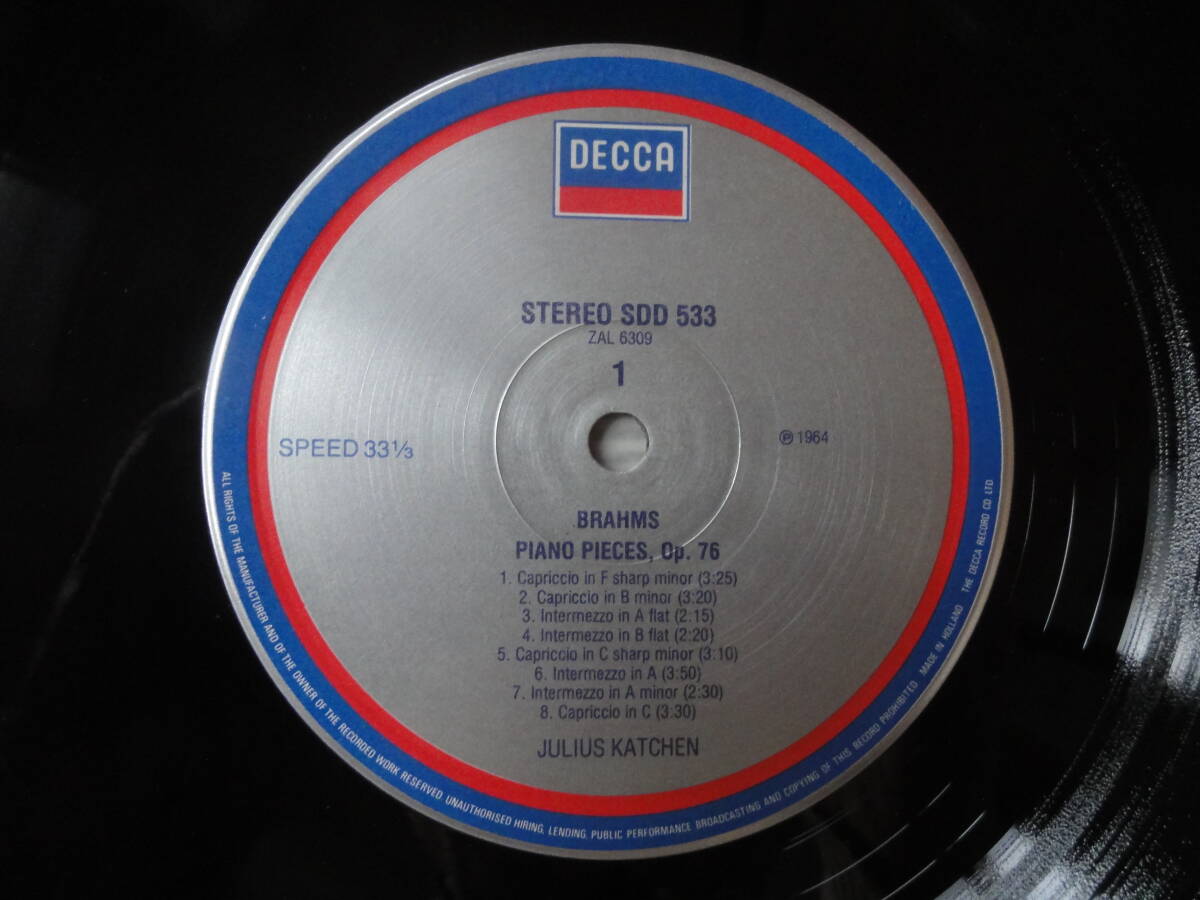 DECCA
STEREO SDD 533
ZAL 6309
1
SPEED 33⅓
℗ 1964
BRAHMS
PIANO PIECES, Op. 76
1. Capriccio in F sharp minor (3:25)
2. Capriccio in B minor (3:20)
3. Intermezzo in A flat (2:15)
4. Intermezzo in B flat (2:20)
5. Capriccio in C sharp minor (3:10)
6. Intermezzo in A (3:50)
7. Intermezzo in A minor (2:30)
8. Capriccio in C (3:30)
JULIUS KATCHEN
ALL RIGHTS OF THE MANUFACTURER AND OF THE OWNER OF THE RECORDED WORK RESERVED. UNAUTHORISED HIRING, LENDING, PUBLIC PERFORMANCE BROADCASTING AND COPYING OF THIS RECORD PROHIBITED. MADE IN HOLLAND THE DECCA RECORD CO LTD